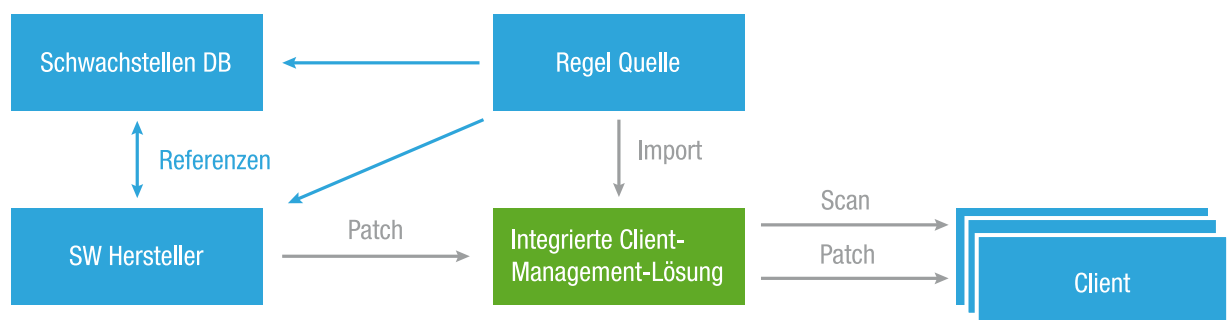 Schwachstellen DB
Regel Quelle
Referenzen
Import
SW Hersteller
Patch
Integrierte Client-
Management-Lösung
Scan
Patch
Client